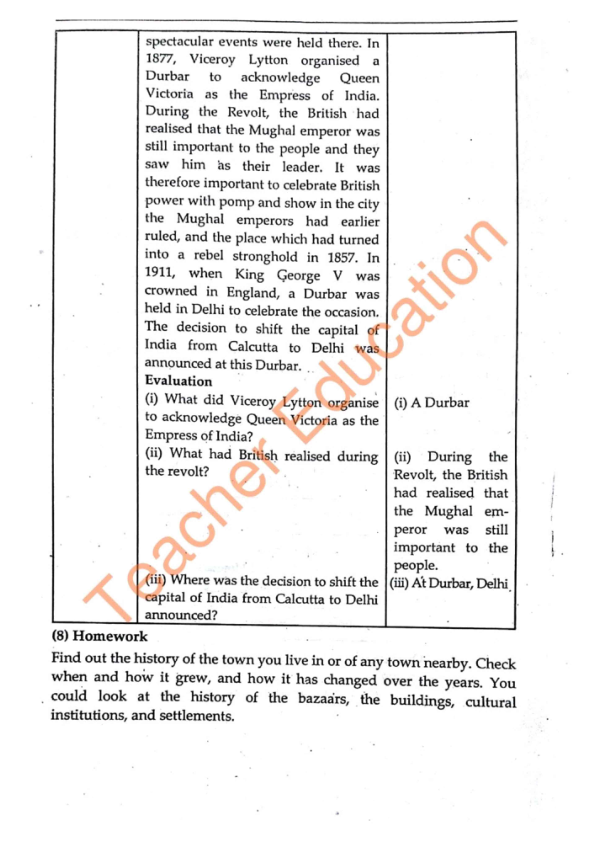 spectacular events were held there. In
1877, Viceroy Lytton organised a
Durbar to acknowledge Queen
Victoria as the Empress of India.
During the Revolt, the British had
realised that the Mughal emperor was
still important to the people and they
saw him as their leader. It was
therefore important to celebrate British
power with pomp and show in the city
the Mughal emperors had earlier
ruled, and the place which had turned
into a rebel stronghold in 1857. In
1911, when King George V was
crowned in England, a Durbar was
held in Delhi to celebrate the occasion.
The decision to shift the capital of
India from Calcutta to Delhi was
announced at this Durbar.
Evaluation
(i) What did Viceroy Lytton organise
to acknowledge Queen Victoria as the
Empress of India?
(i) A Durbar
(ii) What had British realised during
the revolt?
(ii) During the
Revolt, the British
had realised that
the Mughal em-
peror was still
important to the
people.
(iii) Where was the decision to shift the
capital of India from Calcutta to Delhi
announced?
(iii) At Durbar, Delhi
(8) Homework
Find out the history of the town you live in or of any town nearby. Check
when and how it grew, and how it has changed over the years. You
could look at the history of the bazaars, the buildings, cultural
institutions, and settlements.
Teacher Education